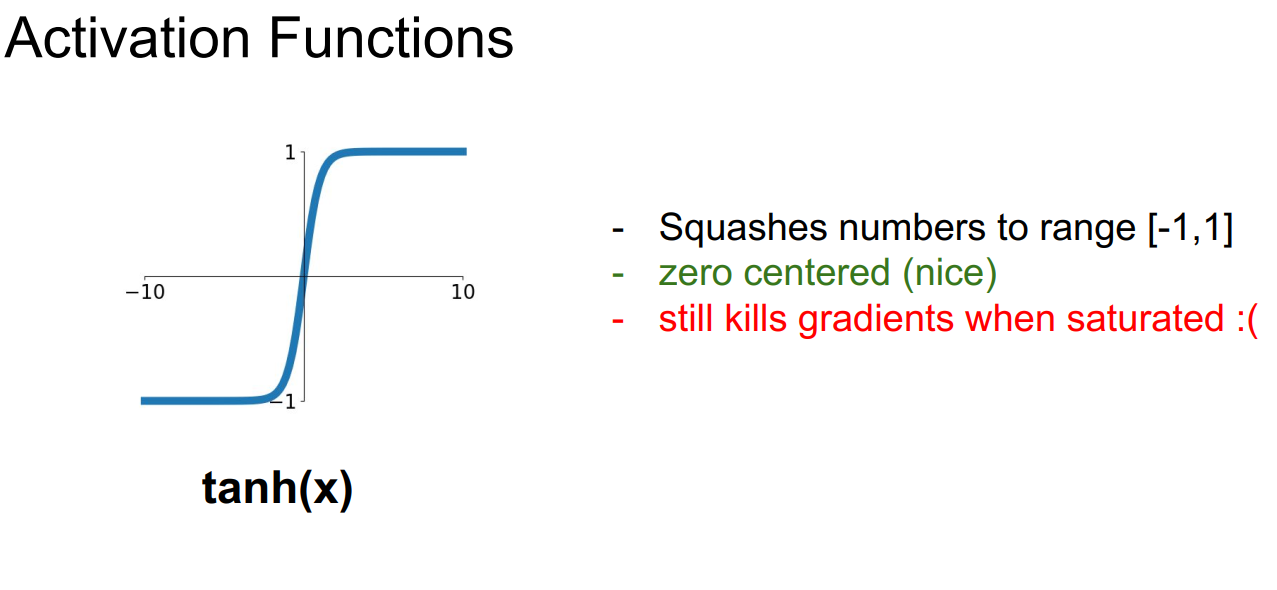 Activation Functions
1
−10
10
−1
tanh(x)
- Squashes numbers to range [-1,1]
- zero centered (nice)
- still kills gradients when saturated :(